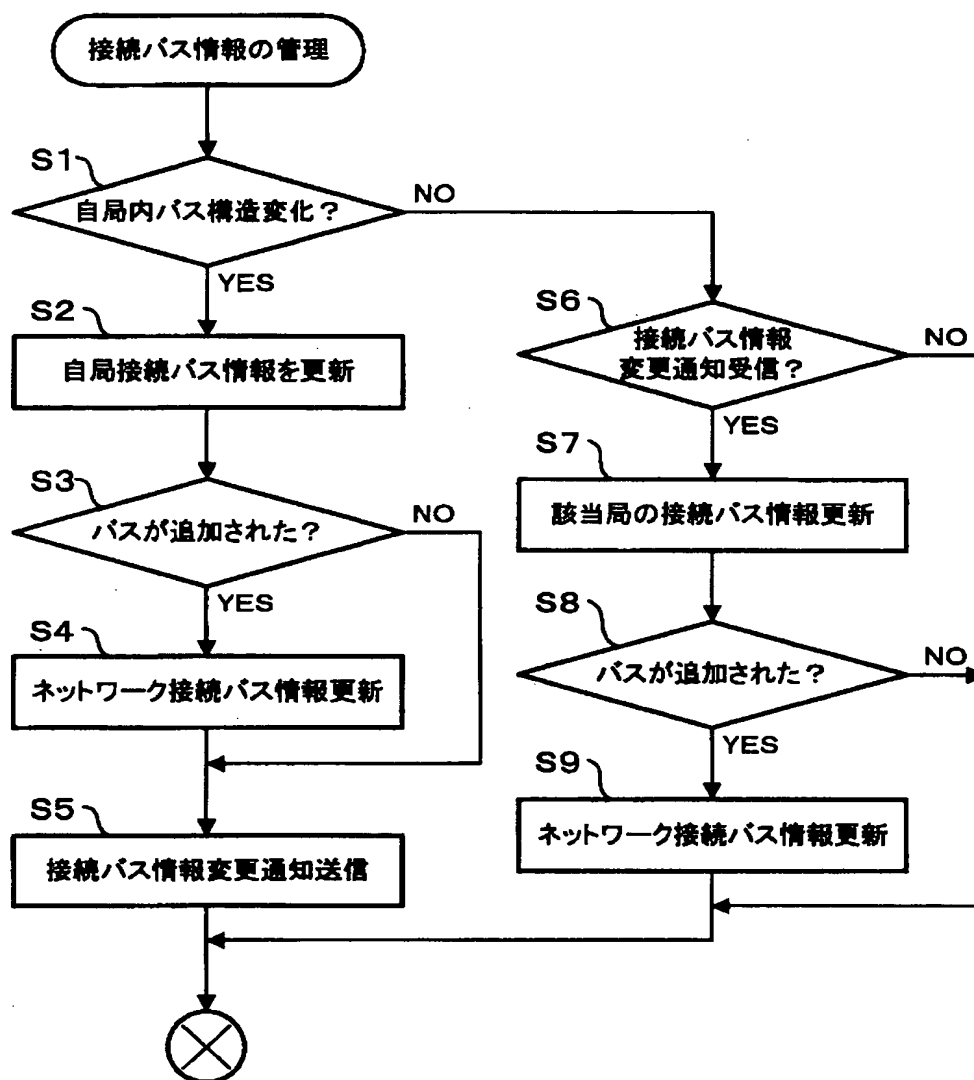 接続バス情報の管理
S1
自局内バス構造変化?
NO
YES
S2
自局接続バス情報を更新
S3
バスが追加された?
NO
YES
S4
ネットワーク接続バス情報更新
S5
接続バス情報変更通知送信
S6
接続バス情報
変更通知受信?
NO
YES
S7
該当局の接続バス情報更新
S8
バスが追加された?
NO
YES
S9
ネットワーク接続バス情報更新